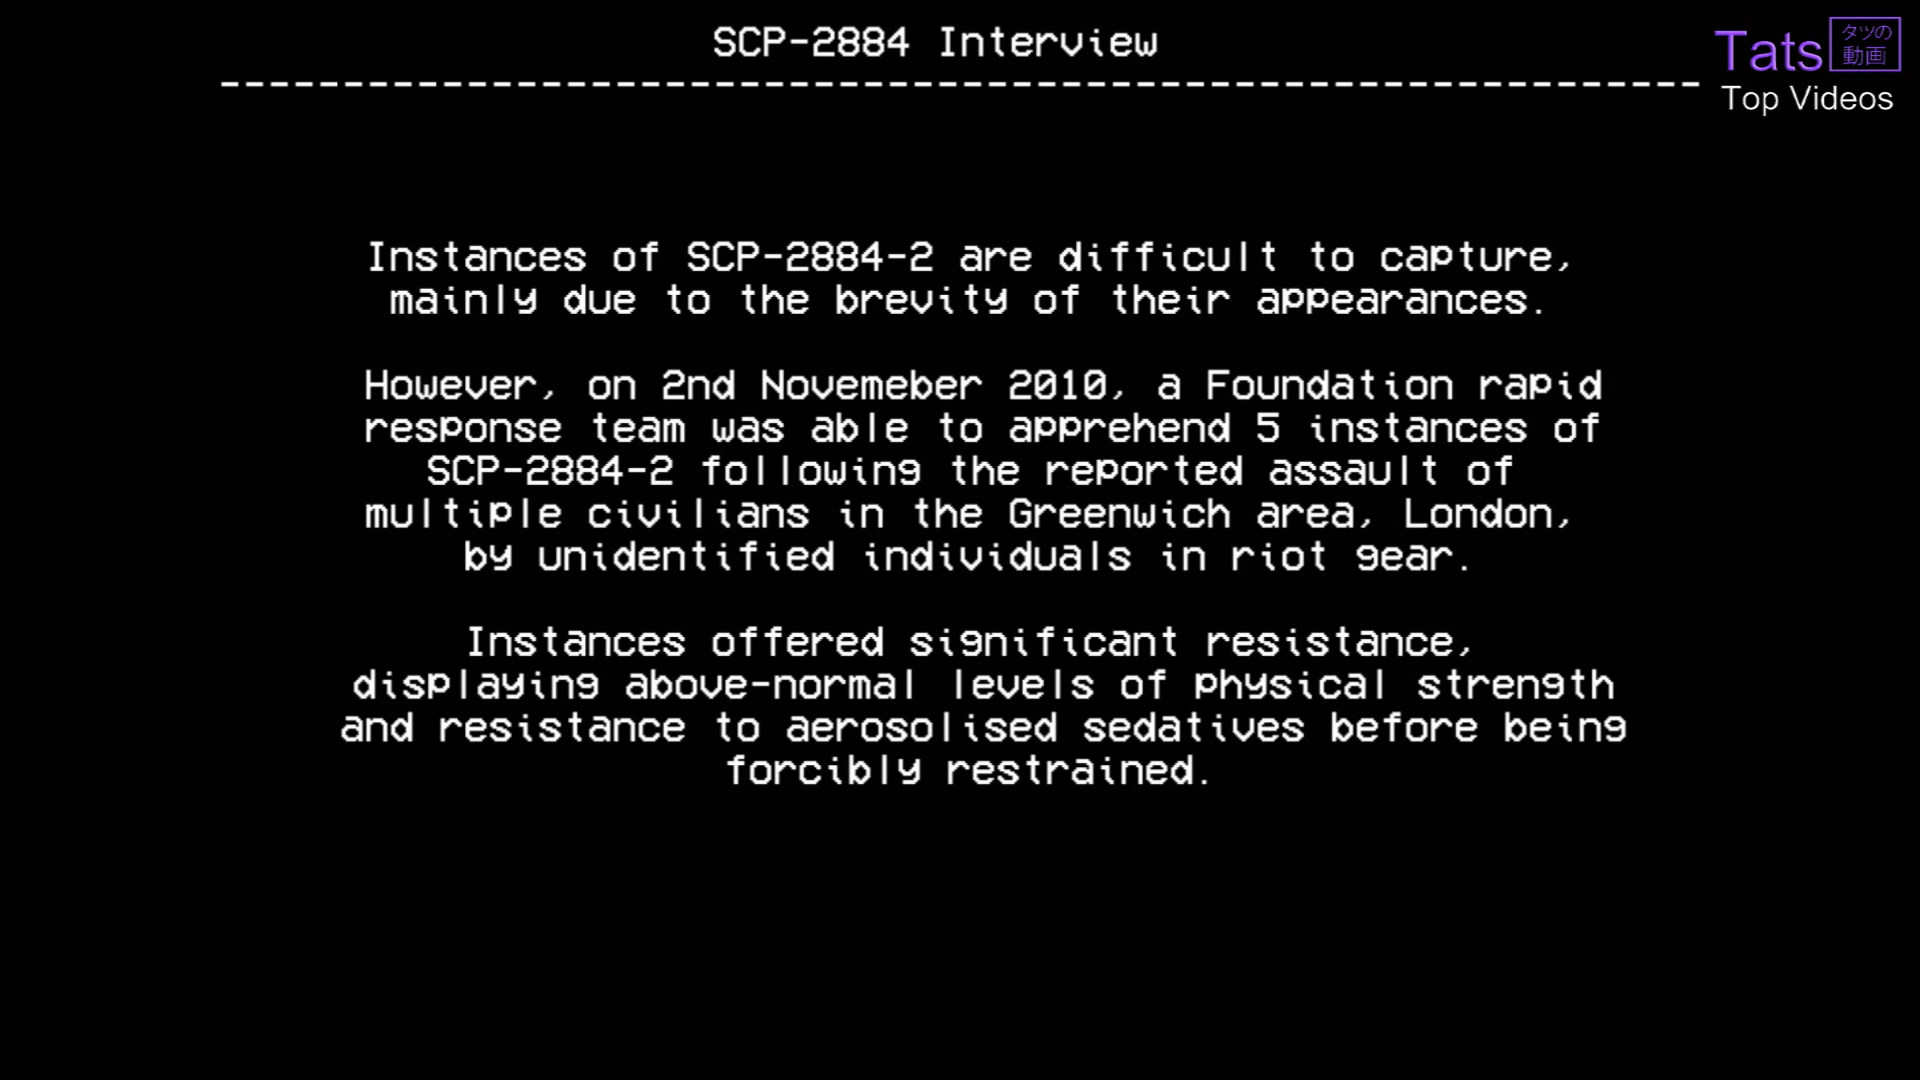 SCP-2884 Interview
Tats
タツの
動画
Top Videos
------------------------------------------------------------
Instances of SCP-2884-2 are difficult to capture,
mainly due to the brevity of their appearances.
However, on 2nd Novemeber 2010, a Foundation rapid
response team was able to apprehend 5 instances of
SCP-2884-2 following the reported assault of
multiple civilians in the Greenwich area, London,
by unidentified individuals in riot gear.
Instances offered significant resistance,
displaying above-normal levels of physical strength
and resistance to aerosolised sedatives before being
forcibly restrained.